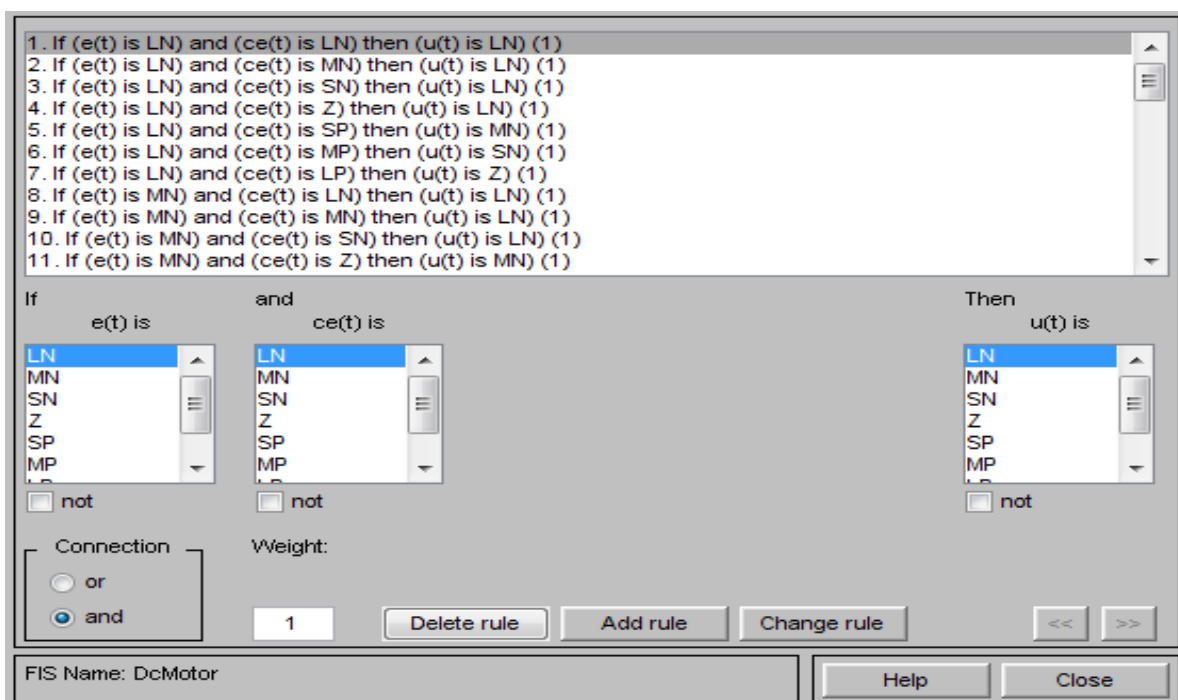 1. If (e(t) is LN) and (ce(t) is LN) then (u(t) is LN) (1)
2. If (e(t) is LN) and (ce(t) is MN) then (u(t) is LN) (1)
3. If (e(t) is LN) and (ce(t) is SN) then (u(t) is LN) (1)
4. If (e(t) is LN) and (ce(t) is Z) then (u(t) is LN) (1)
5. If (e(t) is LN) and (ce(t) is SP) then (u(t) is MN) (1)
6. If (e(t) is LN) and (ce(t) is MP) then (u(t) is SN) (1)
7. If (e(t) is LN) and (ce(t) is LP) then (u(t) is Z) (1)
8. If (e(t) is MN) and (ce(t) is LN) then (u(t) is LN) (1)
9. If (e(t) is MN) and (ce(t) is MN) then (u(t) is LN) (1)
10. If (e(t) is MN) and (ce(t) is SN) then (u(t) is LN) (1)
11. If (e(t) is MN) and (ce(t) is Z) then (u(t) is MN) (1)
If
e(t) is
LN
MN
SN
Z
SP
MP
not
and
ce(t) is
LN
MN
SN
Z
SP
MP
not
Then
u(t) is
LN
MN
SN
Z
SP
MP
not
Connection
or
and
Weight:
1
Delete rule
Add rule
Change rule
<<
>>
FIS Name: DcMotor
Help
Close